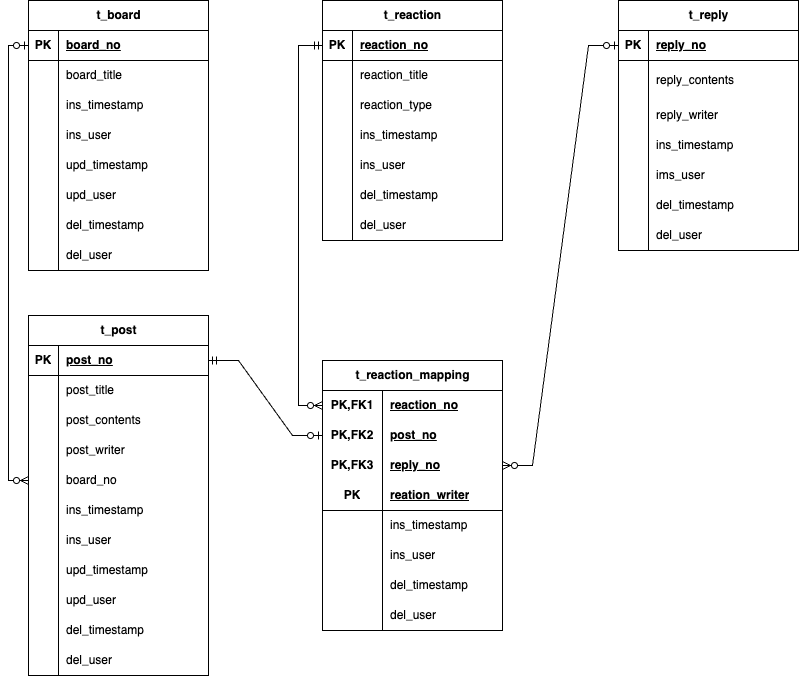 t_board
PK board_no
board_title
ins_timestamp
ins_user
upd_timestamp
upd_user
del_timestamp
del_user
t_reaction
PK reaction_no
reaction_title
reaction_type
ins_timestamp
ins_user
del_timestamp
del_user
t_reply
PK reply_no
reply_contents
reply_writer
ins_timestamp
ims_user
del_timestamp
del_user
t_post
PK post_no
post_title
post_contents
post_writer
board_no
ins_timestamp
ins_user
upd_timestamp
upd_user
del_timestamp
del_user
t_reaction_mapping
PK,FK1 reaction_no
PK,FK2 post_no
PK,FK3 reply_no
PK reation_writer
ins_timestamp
ins_user
del_timestamp
del_user